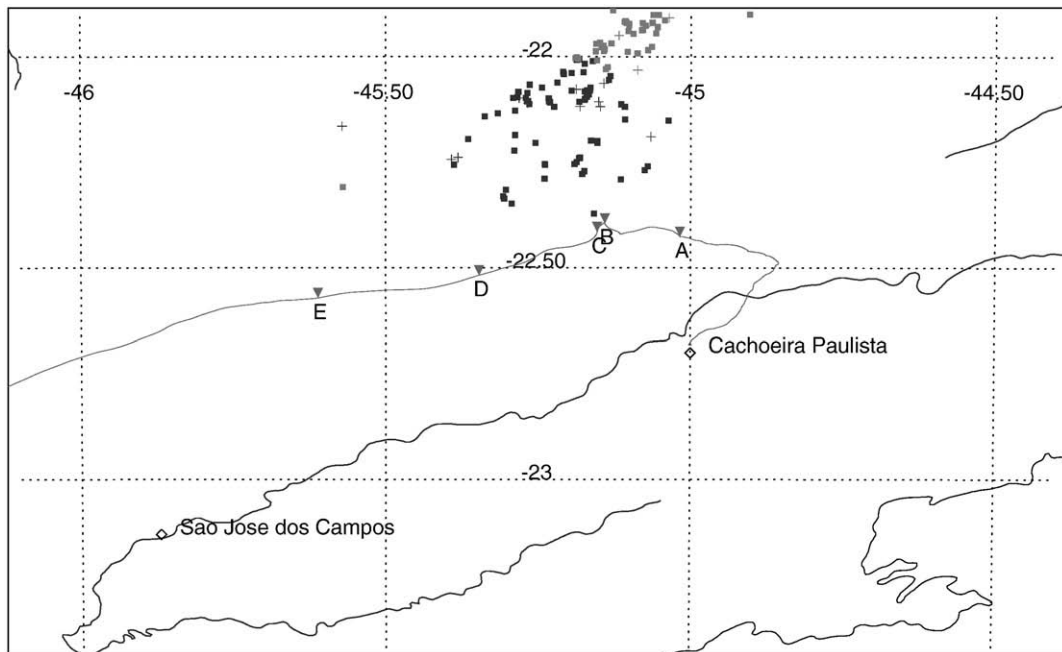 -22
-46
-45.50
-45
-44.50
B
C
A
-22.50
D
E
Cachoeira Paulista
-23
Sao Jose dos Campos